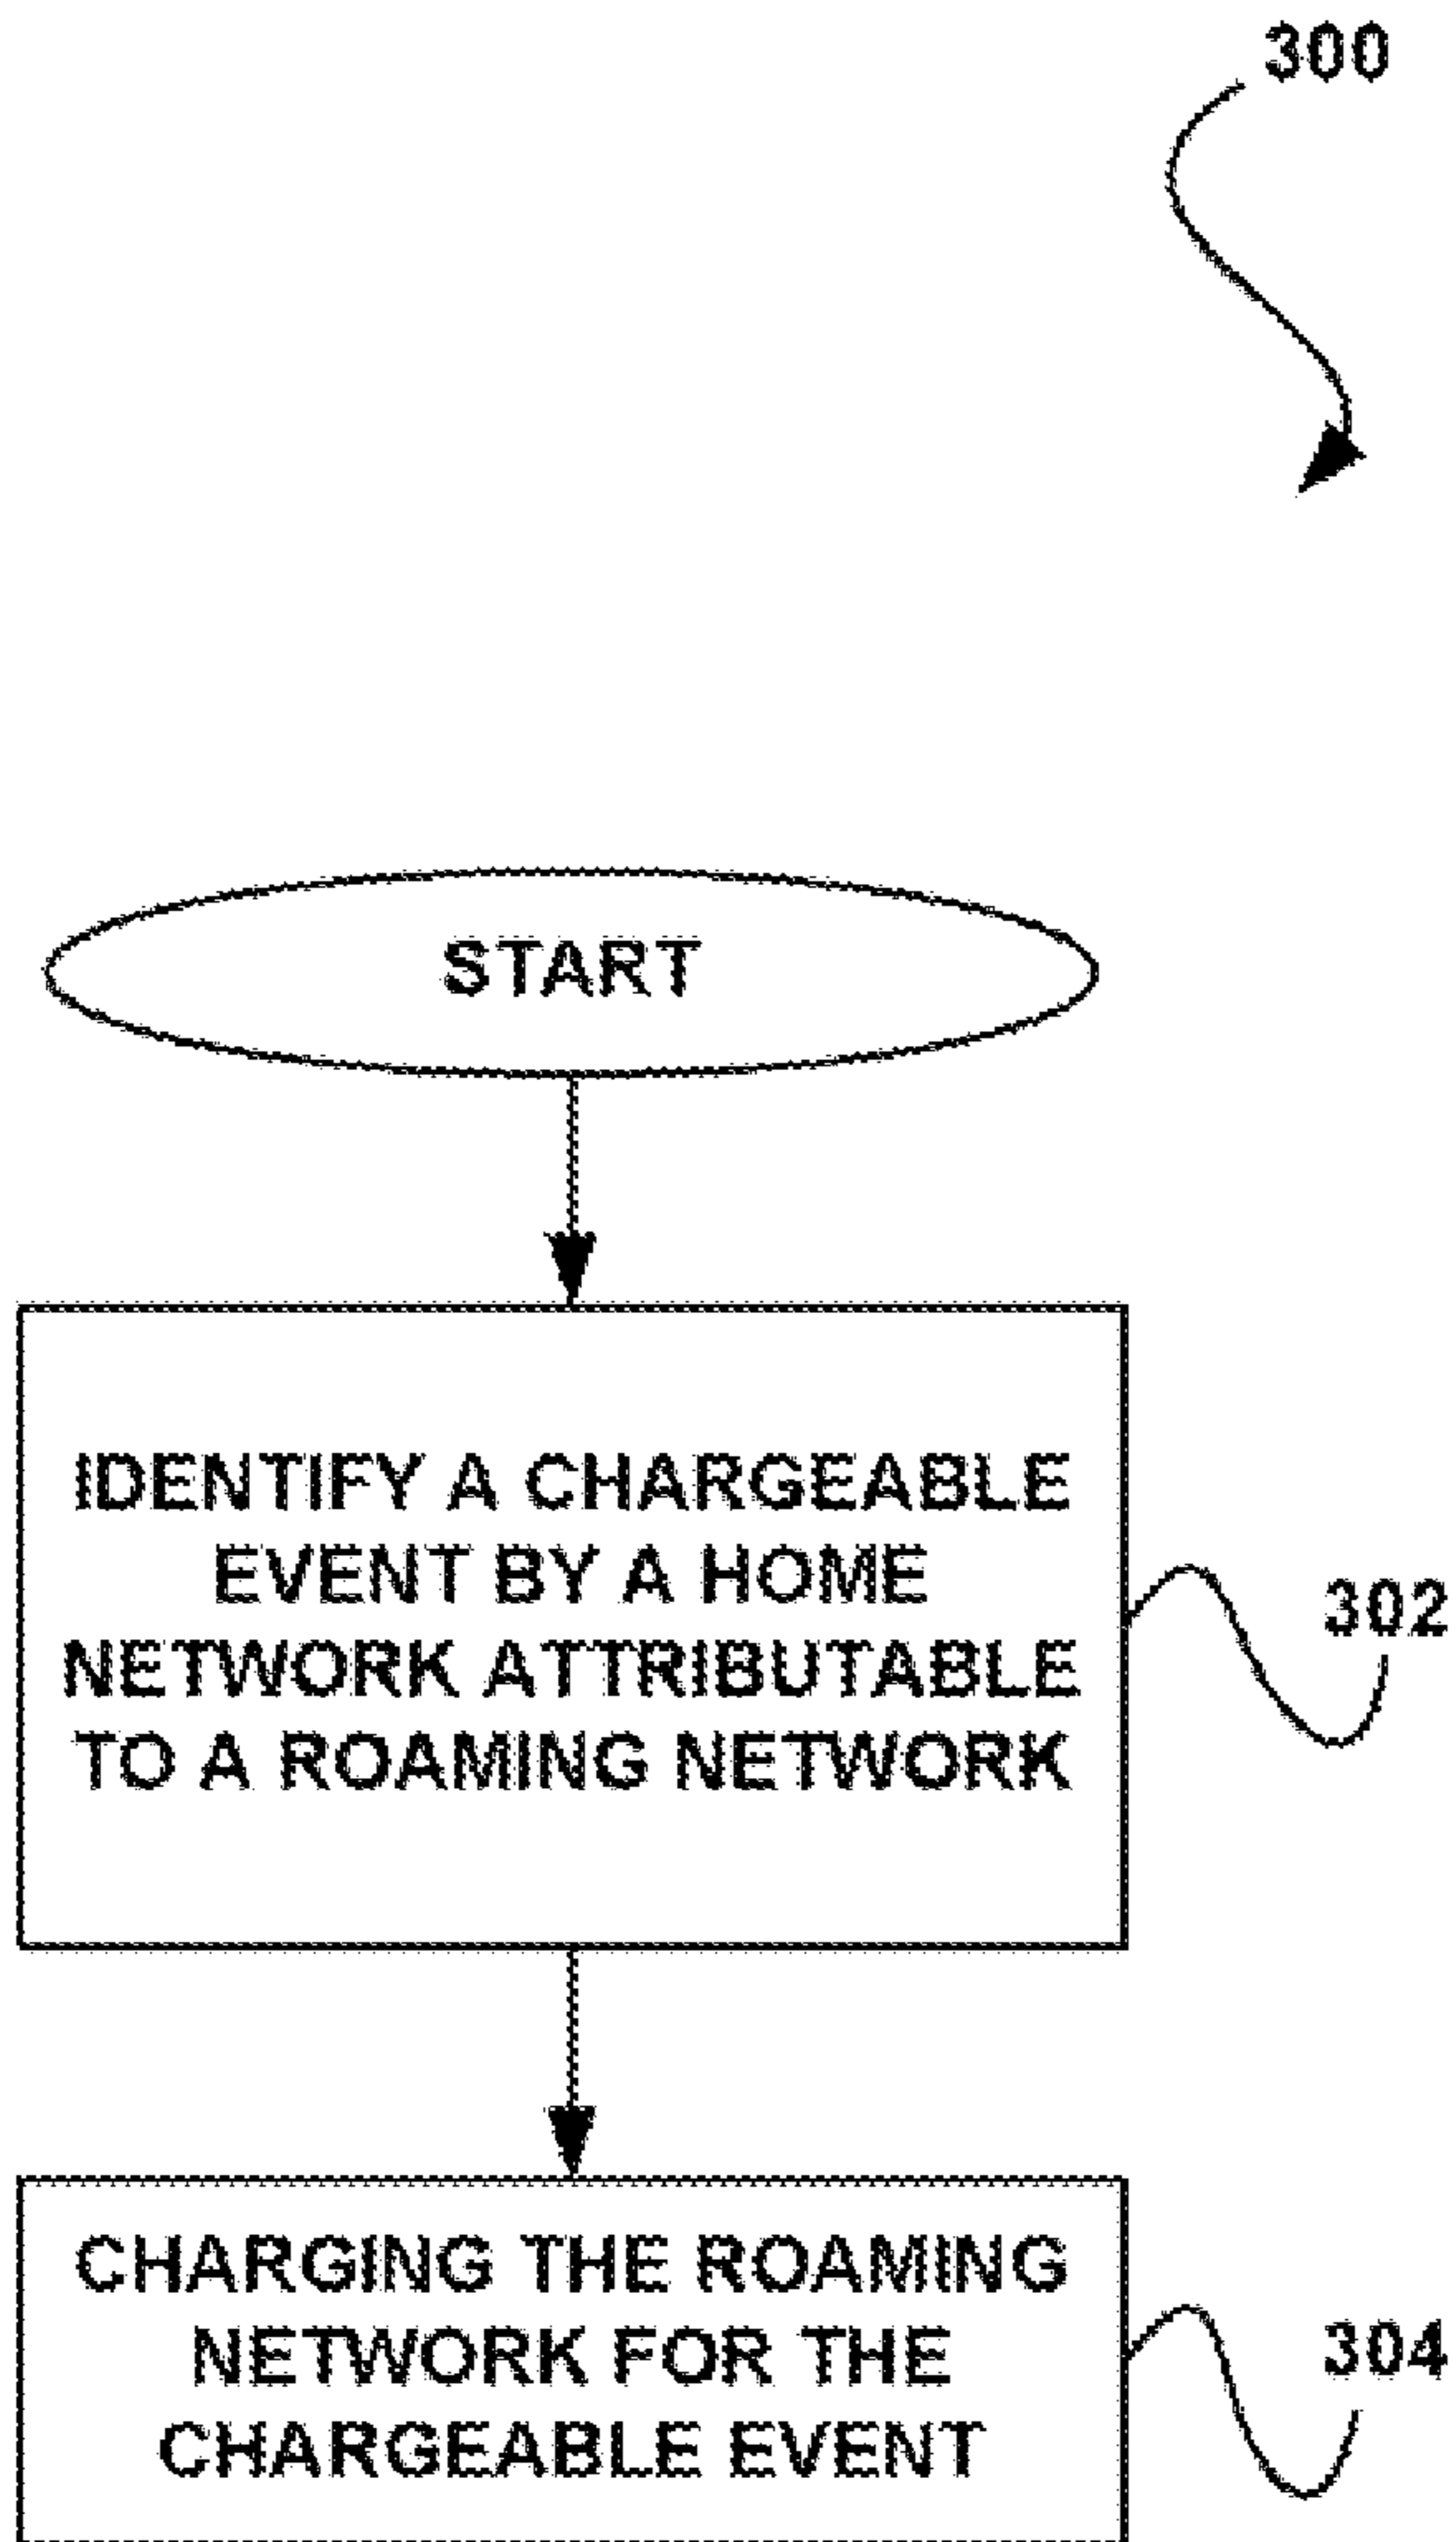 300
START
IDENTIFY A CHARGEABLE
EVENT BY A HOME
NETWORK ATTRIBUTABLE
TO A ROAMING NETWORK
302
CHARGING THE ROAMING
NETWORK FOR THE
CHARGEABLE EVENT
304